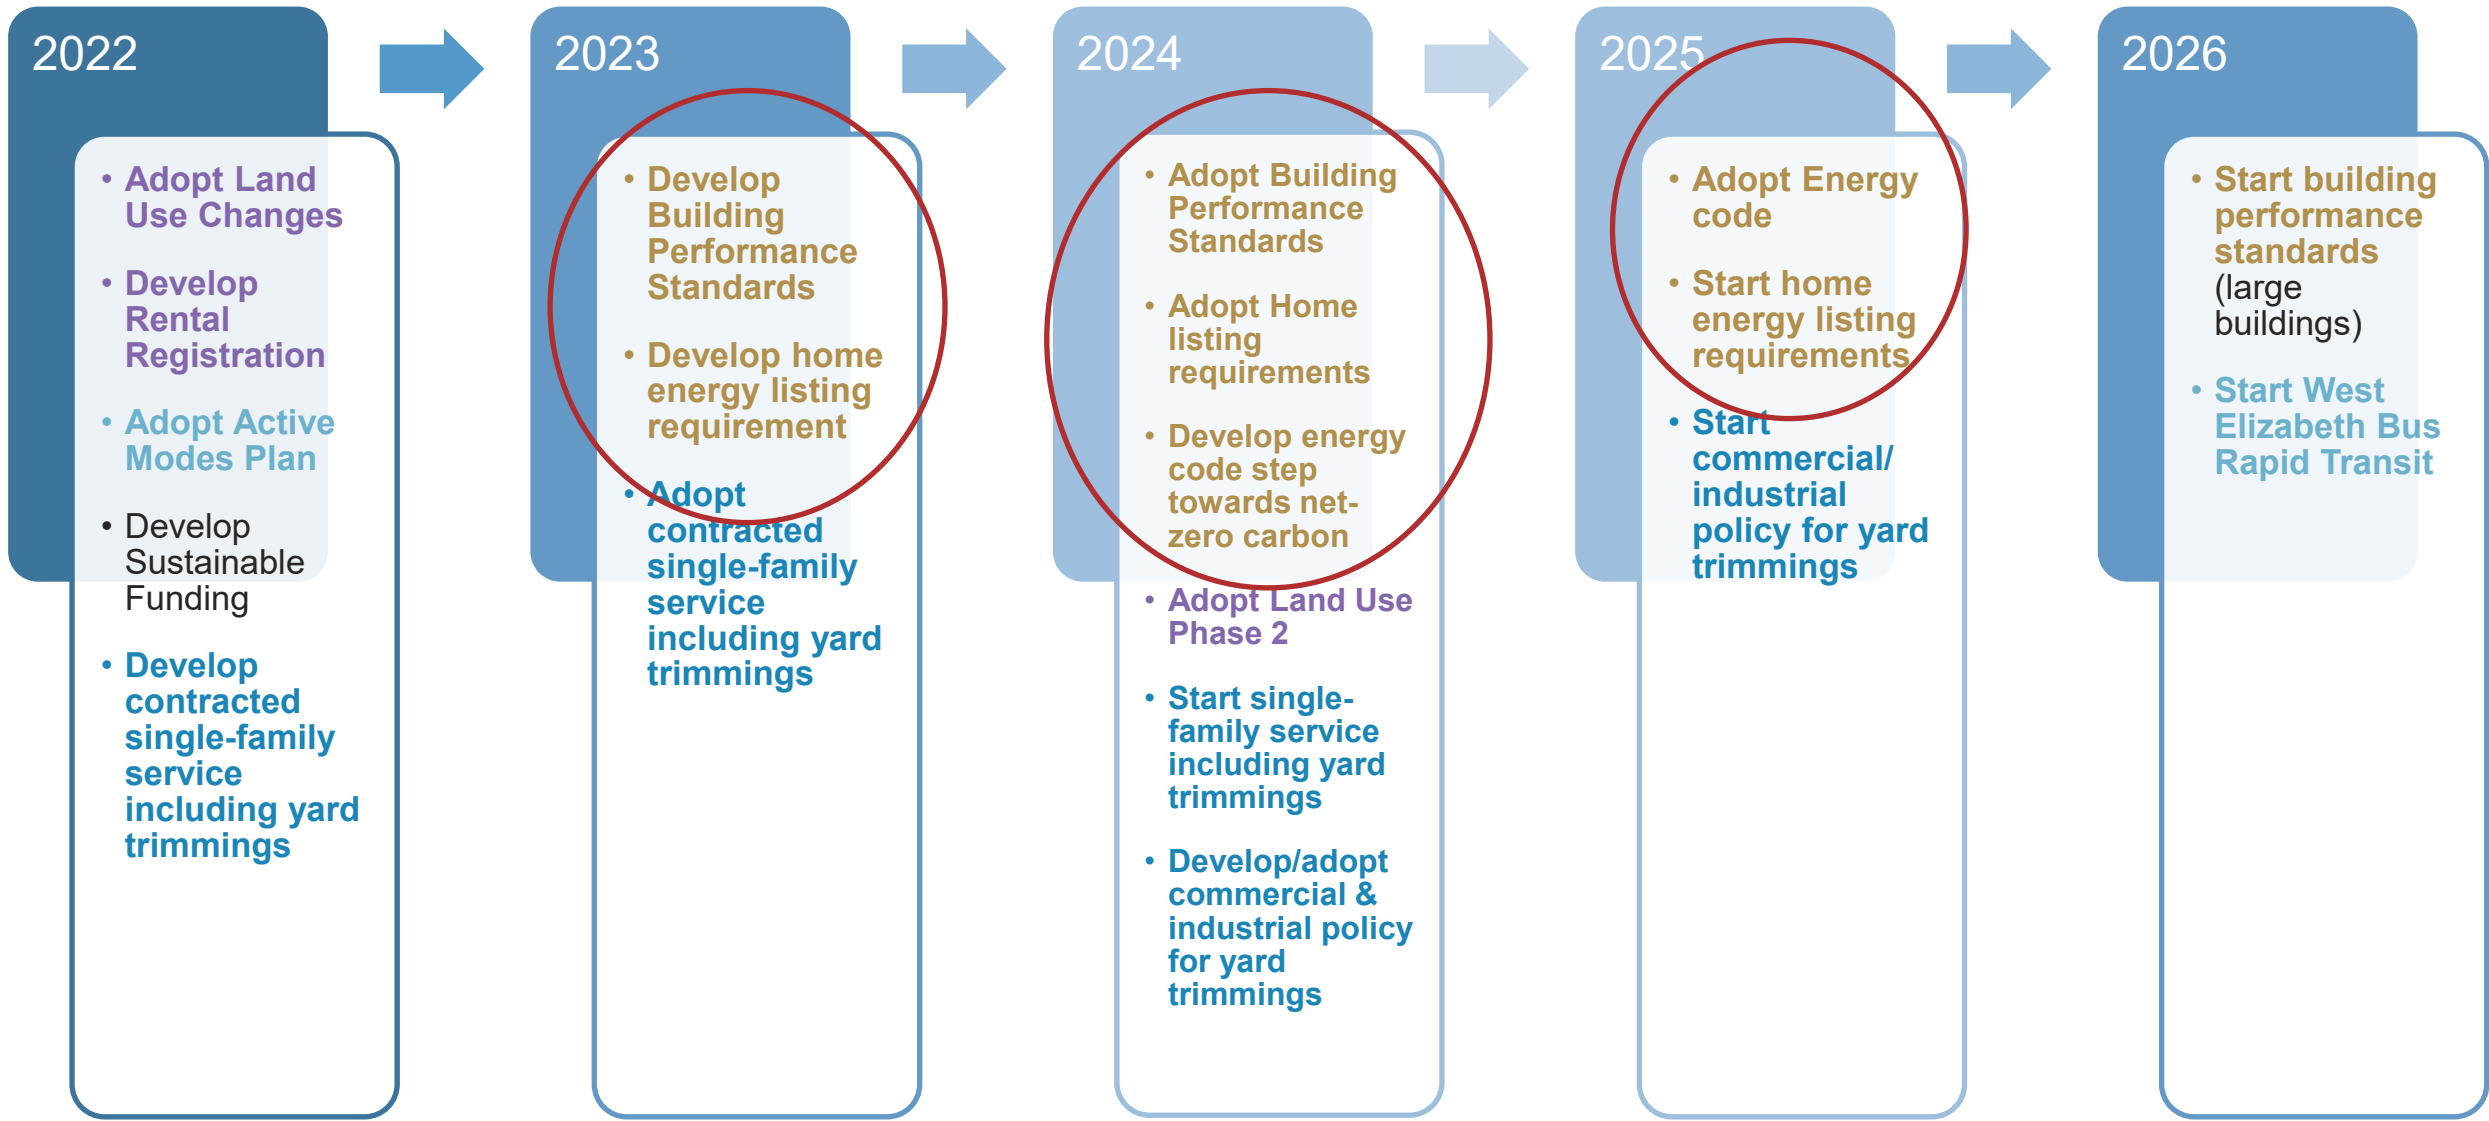 2022
• Adopt Land
Use Changes
• Develop
Rental
Registration
• Adopt Active
Modes Plan
• Develop
Sustainable
Funding
• Develop
contracted
single-family
service
including yard
trimmings
2023
• Develop
Building
Performance
Standards
• Develop home
energy listing
requirement
• Adopt
contracted
single-family
service
including yard
trimmings
2024
• Adopt Building
Performance
Standards
• Adopt Home
listing
requirements
• Develop energy
code step
towards net-
zero carbon
• Adopt Land Use
Phase 2
• Start single-
family service
including yard
trimmings
• Develop/adopt
commercial &
industrial policy
for yard
trimmings
2025
• Adopt Energy
code
• Start home
energy listing
requirements
• Start
commercial/
industrial
policy for yard
trimmings
2026
• Start building
performance
standards
(large
buildings)
• Start West
Elizabeth Bus
Rapid Transit